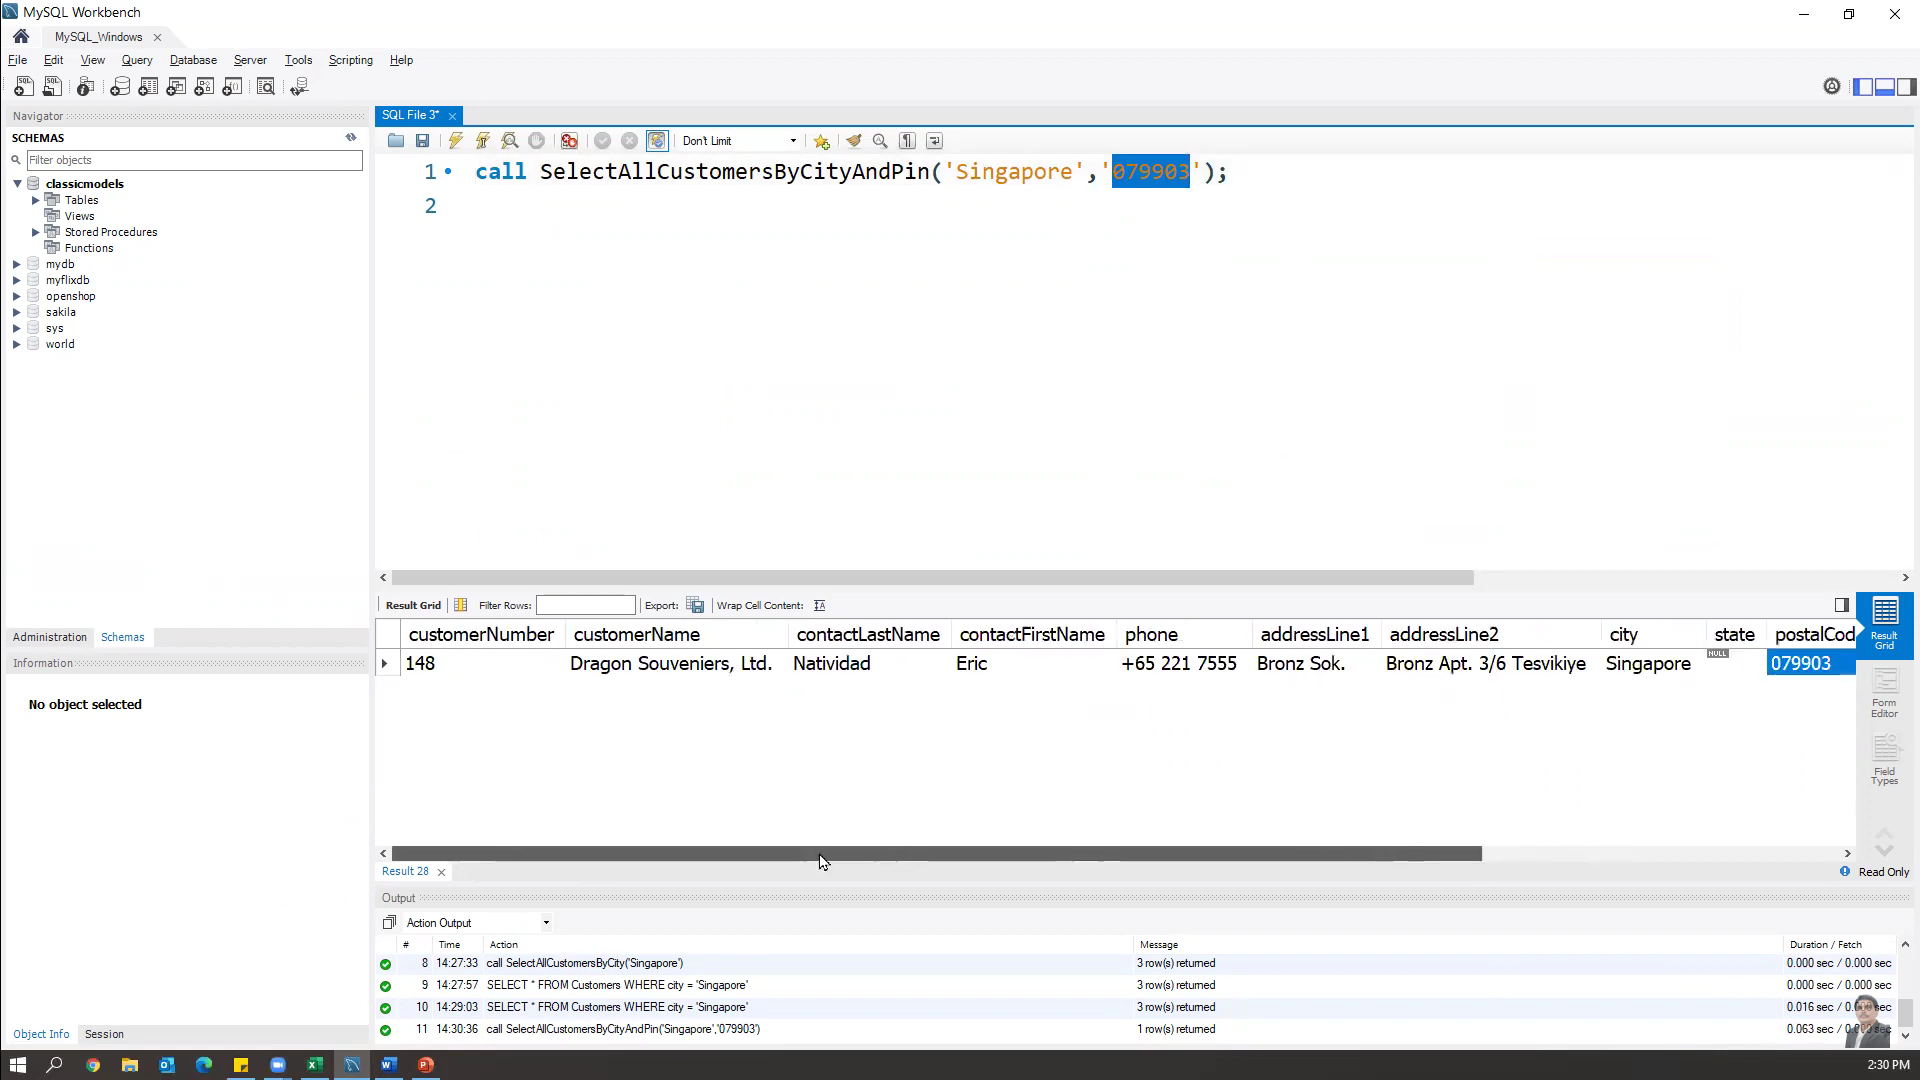 MySQL Workbench
MySQL_Windows
File Edit View Query Database Server Tools Scripting Help
Navigator
SCHEMAS
Filter objects
classicmodels
Tables
Views
Stored Procedures
Functions
mydb
myflixdb
openshop
sakila
sys
world
Administration Schemas
Information
No object selected
Object Info Session
SQL File 3*
Don't Limit
1 call SelectAllCustomersByCityAndPin('Singapore','079903');
2
Result Grid Filter Rows: Export: Wrap Cell Content:
customerNumber customerName contactLastName contactFirstName phone addressLine1 addressLine2 city state postalCod
148 Dragon Souveniers, Ltd. Natividad Eric +65 221 7555 Bronz Sok. Bronz Apt. 3/6 Tesvikiye Singapore NULL 079903
Result Grid
Form Editor
Field Types
Result 28
Read Only
Output
Action Output
# Time Action Message Duration / Fetch
8 14:27:33 call SelectAllCustomersByCity('Singapore') 3 row(s) returned 0.000 sec / 0.000 sec
9 14:27:57 SELECT * FROM Customers WHERE city = 'Singapore' 3 row(s) returned 0.000 sec / 0.000 sec
10 14:29:03 SELECT * FROM Customers WHERE city = 'Singapore' 3 row(s) returned 0.016 sec /
11 14:30:36 call SelectAllCustomersByCityAndPin('Singapore','079903') 1 row(s) returned 0.063 sec /
2:30 PM